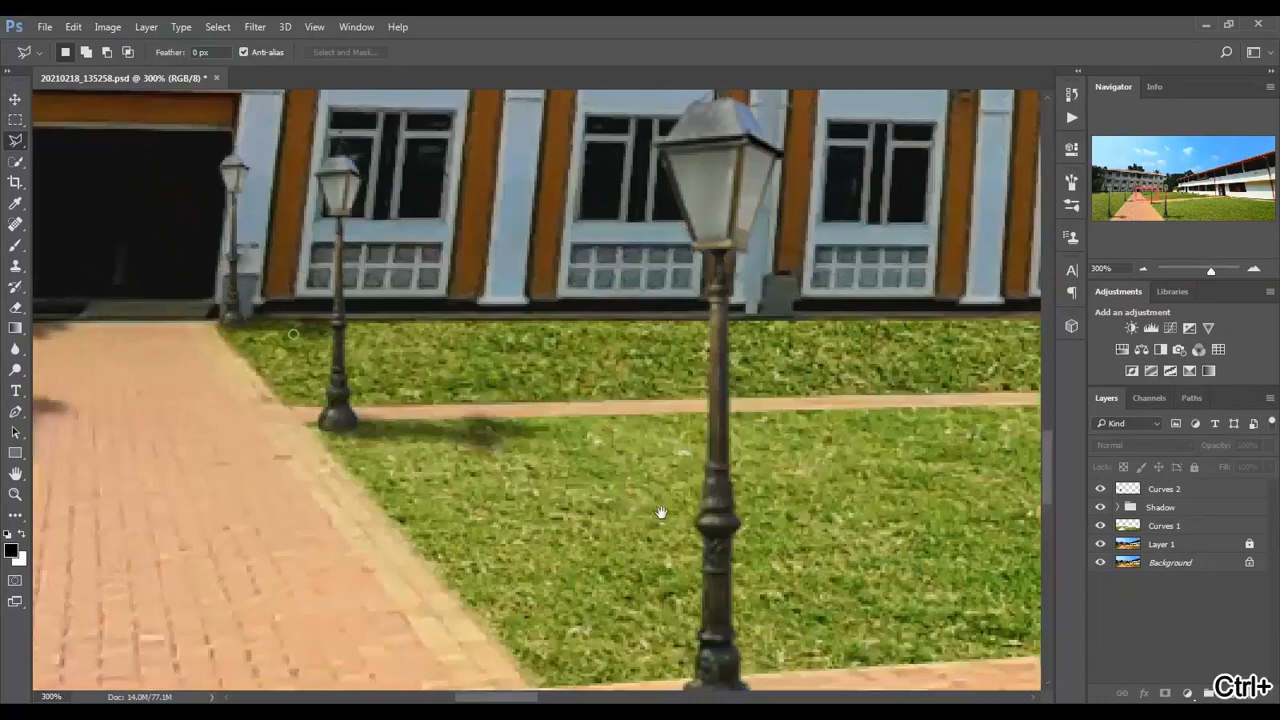 Ps File Edit Image Layer Type Select Filter 3D View Window Help
Feather: 0 px Anti-alias Select and Mask...
20210218_135258.psd @ 300% (RGB/8) * ×
Navigator Info
300%
Adjustments Libraries
Add an adjustment
Layers Channels Paths
Kind
Normal Opacity: 100%
Lock: Fill: 100%
Curves 2
Shadow
Curves 1
Layer 1
Background
300% Doc: 14.0M/77.1M
Ctrl+